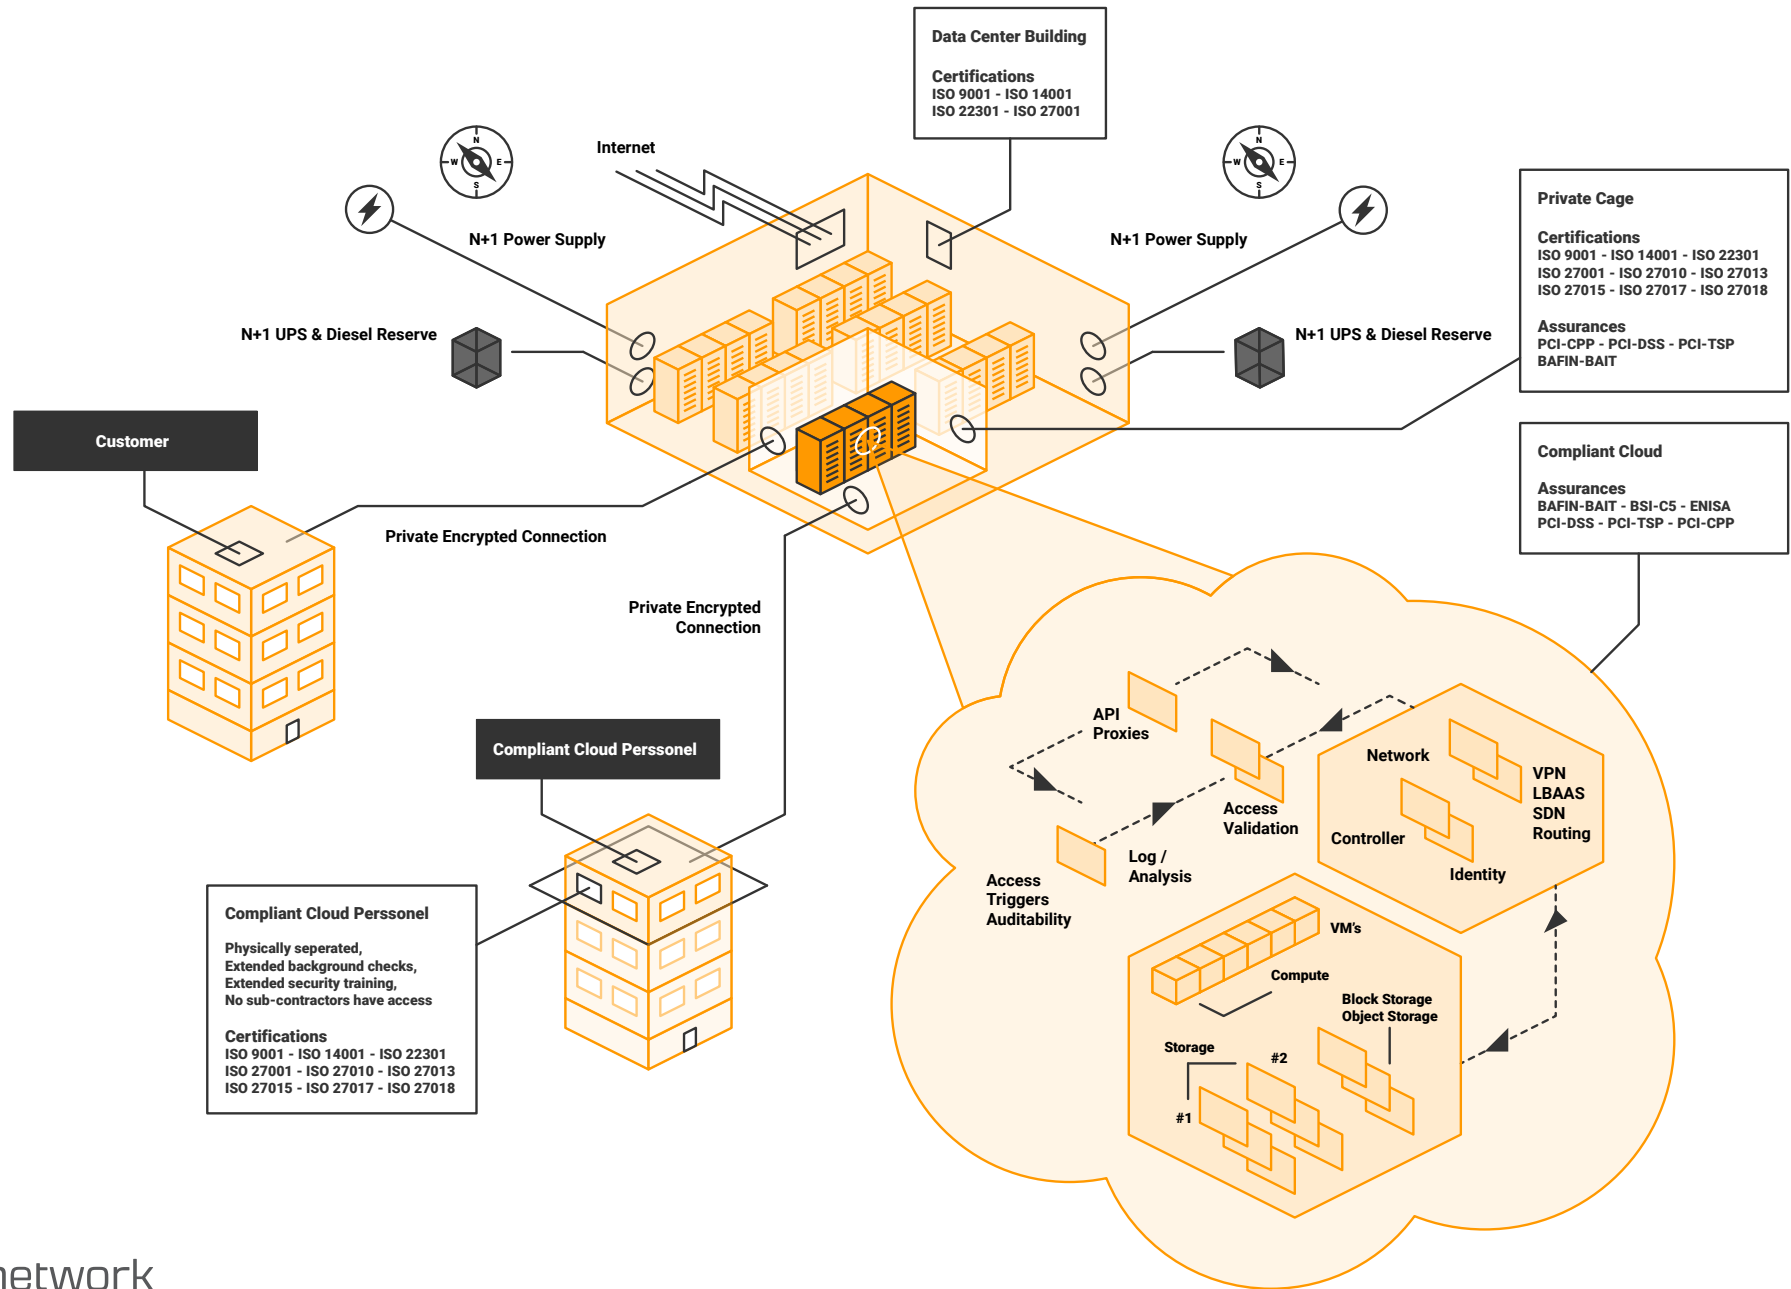 Data Center Building
Certifications
ISO 9001 - ISO 14001
ISO 22301 - ISO 27001
N
W
E
S
Internet
N
W
E
S
N+1 Power Supply
N+1 Power Supply
N+1 UPS & Diesel Reserve
N+1 UPS & Diesel Reserve
Private Cage
Certifications
ISO 9001 - ISO 14001 - ISO 22301
ISO 27001 - ISO 27010 - ISO 27013
ISO 27015 - ISO 27017 - ISO 27018
Assurances
PCI-CPP - PCI-DSS - PCI-TSP
BAFIN-BAIT
Customer
Private Encrypted Connection
Compliant Cloud
Assurances
BAFIN-BAIT - BSI-C5 - ENISA
PCI-DSS - PCI-TSP - PCI-CPP
Private Encrypted
Connection
Compliant Cloud Perssonel
Compliant Cloud Perssonel
Physically seperated,
Extended background checks,
Extended security training,
No sub-contractors have access
Certifications
ISO 9001 - ISO 14001 - ISO 22301
ISO 27001 - ISO 27010 - ISO 27013
ISO 27015 - ISO 27017 - ISO 27018
API
Proxies
Access
Validation
Log /
Analysis
Access
Triggers
Auditability
Network
VPN
LBAAS
SDN
Routing
Controller
Identity
VM's
Compute
Block Storage
Object Storage
Storage
#2
#1
network